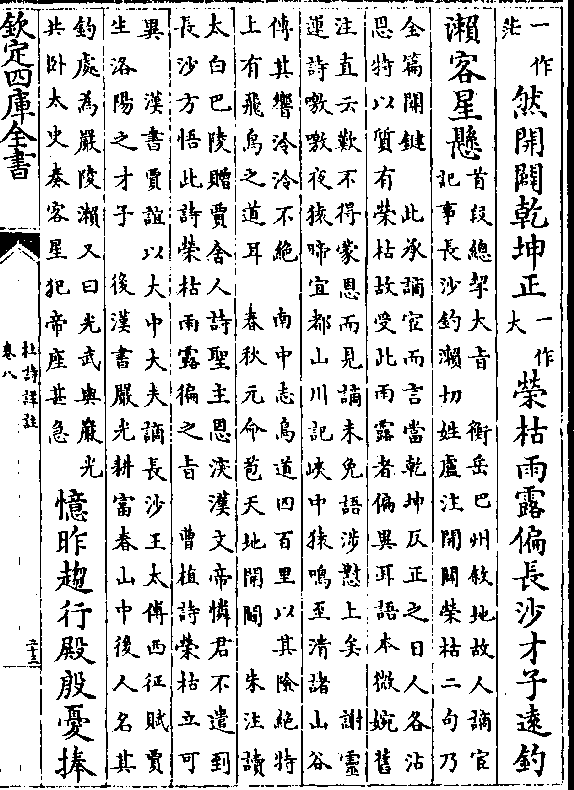 一作茫然開闢乾坤正一作大榮枯雨露偏長沙才子遠釣
瀨客星懸
首段總挈大旨 衡岳巴州叙地故人謫宦
記事長沙釣瀨切姓盧注開闢榮枯二句乃
全篇關鍵 此承謫宦而言當乾坤反正之日人各沾
恩特以質有榮枯故受此雨露者偏異耳語本微婉舊
注直云歎不得蒙恩而見謫未免語涉懟上矣 謝靈
運詩噭噭夜猿啼宜都山川記峽中猿鳴至清諸山谷
傳其響泠泠不絶 南中志鳥道四百里以其險絶特
上有飛鳥之道耳 春秋元命苞天地開闢 朱注讀
太白巴陵贈賈舍人詩聖主恩深漢文帝憐君不遣到
長沙方悟此詩榮枯雨露偏之旨 曹植詩榮枯立可
異 漢書賈誼以大中大夫謫長沙王太傅西征賦賈
生洛陽之才子 後漢書嚴光耕富春山中後人名其
釣處為嚴陵瀨又曰光武與嚴光
共卧太史奏客星犯帝座甚急
憶昨趨行殿殷憂捧
欽定四庫全書
杜詩詳註
卷八
二十三